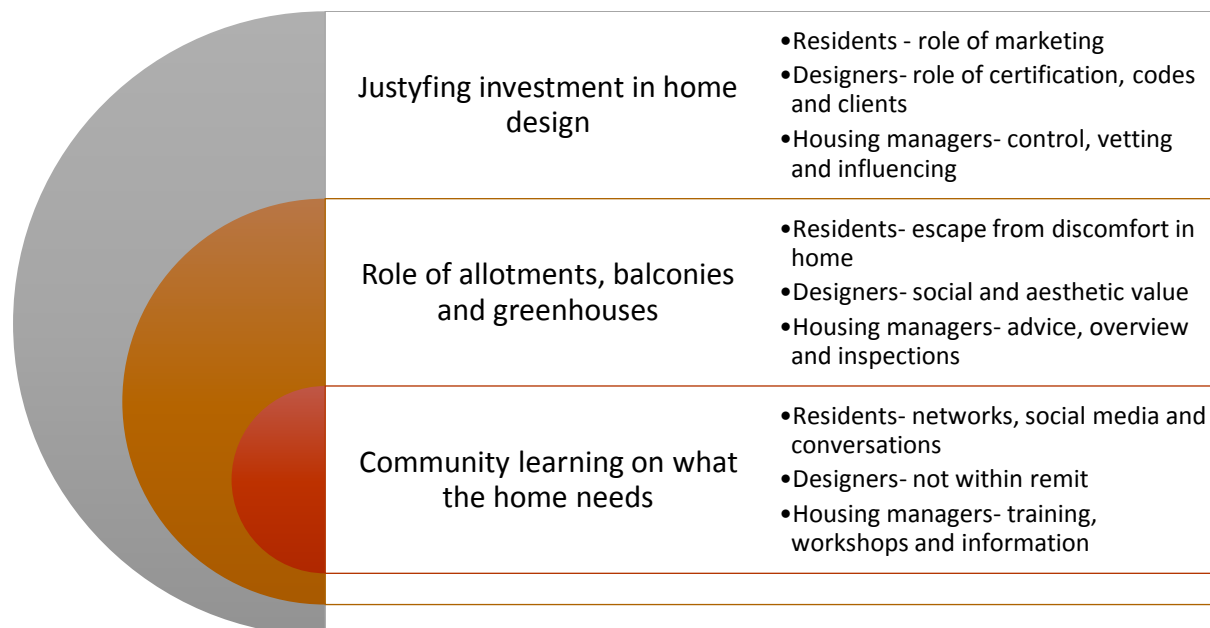 Justyfing investment in home
design
•Residents - role of marketing
•Designers- role of certification, codes
and clients
•Housing managers- control, vetting
and influencing
Role of allotments, balconies
and greenhouses
•Residents- escape from discomfort in
home
•Designers- social and aesthetic value
•Housing managers- advice, overview
and inspections
Community learning on what
the home needs
•Residents- networks, social media and
conversations
•Designers- not within remit
•Housing managers- training,
workshops and information